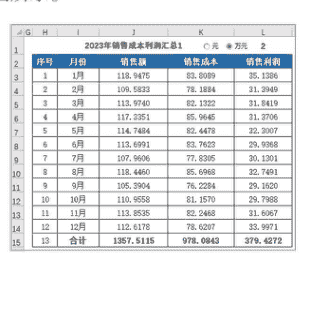 G H I J K L
1 2023年销售成本利润汇总1 元 万元 2
2 序号 月份 销售额 销售成本 销售利润
3 1 1月 118.9475 83.8089 35.1386
4 2 2月 109.5833 78.1884 31.3949
5 3 3月 113.9740 82.1322 31.8419
6 4 4月 117.3351 85.9645 31.3706
7 5 5月 114.7484 82.4478 32.3007
8 6 6月 113.6991 83.7623 29.9368
9 7 7月 107.9606 77.8305 30.1301
10 8 8月 118.4460 85.6968 32.7491
11 9 9月 105.3904 76.2284 29.1620
12 10 10月 110.9558 81.1570 29.7988
13 11 11月 113.8535 82.2468 31.6067
14 12 12月 112.6178 78.6207 33.9971
15 13 合计 1357.5115 978.0843 379.4272